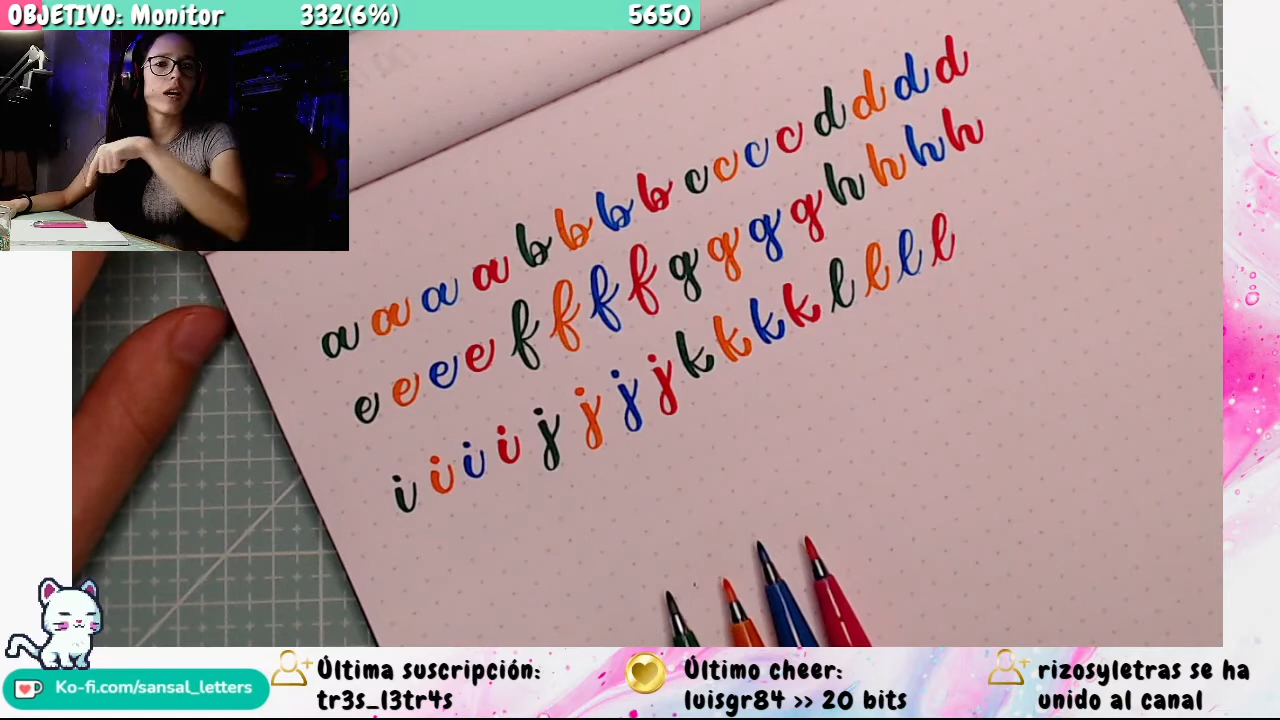 OBJETIVO: Monitor 332(6%) 5650
a a a a b b b b c c c c d d d d
e e e e f f f f g g g g h h h h
i i i i j j j j k k k k l l l l
Ko-fi.com/sansal_letters
Última suscripción:
tr3s_l3tr4s
Último cheer:
luisgr84 >> 20 bits
rizosyletras se ha
unido al canal